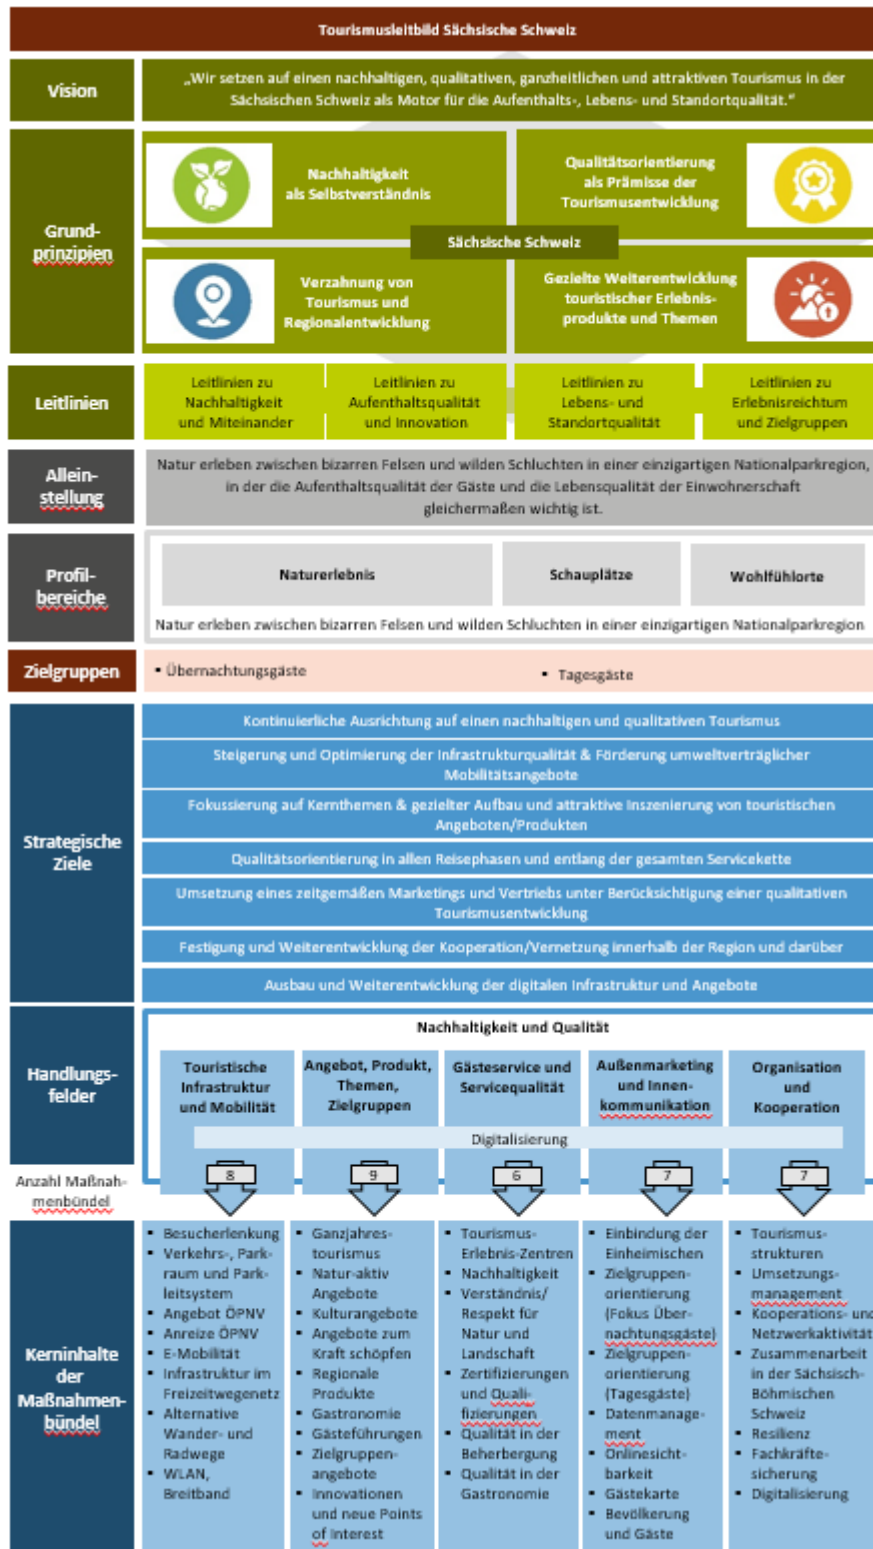 Tourismusleitbild Sächsische Schweiz
Vision
„Wir setzen auf einen nachhaltigen, qualitativen, ganzheitlichen und attraktiven Tourismus in der
Sächsischen Schweiz als Motor für die Aufenthalts-, Lebens- und Standortqualität."
Grund-
prinzipien
Nachhaltigkeit
als Selbstverständnis
Qualitätsorientierung
als Prämisse der
Tourismusentwicklung
Sächsische Schweiz
Verzahnung von
Tourismus und
Regionalentwicklung
Gezielte Weiterentwicklung
touristischer Erlebnis-
produkte und Themen
Leitlinien
Leitlinien zu
Nachhaltigkeit
und Miteinander
Leitlinien zu
Aufenthaltsqualität
und Innovation
Leitlinien zu
Lebens- und
Standortqualität
Leitlinien zu
Erlebnisreichtum
und Zielgruppen
Allein-
stellung
Natur erleben zwischen bizarren Felsen und wilden Schluchten in einer einzigartigen Nationalparkregion,
in der die Aufenthaltsqualität der Gäste und die Lebensqualität der Einwohnerschaft
gleichermaßen wichtig ist.
Profil-
bereiche
Naturerlebnis
Schauplätze
Wohlfühlorte
Natur erleben zwischen bizarren Felsen und wilden Schluchten in einer einzigartigen Nationalparkregion
Zielgruppen
▪ Übernachtungsgäste
▪ Tagesgäste
Strategische
Ziele
Kontinuierliche Ausrichtung auf einen nachhaltigen und qualitativen Tourismus
Steigerung und Optimierung der Infrastrukturqualität & Förderung umweltverträglicher
Mobilitätsangebote
Fokussierung auf Kernthemen & gezielter Aufbau und attraktive Inszenierung von touristischen
Angeboten/Produkten
Qualitätsorientierung in allen Reisephasen und entlang der gesamten Servicekette
Umsetzung eines zeitgemäßen Marketings und Vertriebs unter Berücksichtigung einer qualitativen
Tourismusentwicklung
Festigung und Weiterentwicklung der Kooperation/Vernetzung innerhalb der Region und darüber
Ausbau und Weiterentwicklung der digitalen Infrastruktur und Angebote
Handlungs-
felder
Nachhaltigkeit und Qualität
Touristische
Infrastruktur
und Mobilität
Angebot, Produkt,
Themen,
Zielgruppen
Gästeservice und
Servicequalität
Außenmarketing
und Innen-
kommunikation
Organisation
und
Kooperation
Digitalisierung
Anzahl Maßnah-
menbündel
8
9
6
7
7
Kerninhalte
der
Maßnahmen-
bündel
▪ Besucherlenkung
▪ Verkehrs-, Park-
raum und Park-
leitsystem
▪ Angebot ÖPNV
▪ Anreize ÖPNV
▪ E-Mobilität
▪ Infrastruktur im
Freizeitwegenetz
▪ Alternative
Wander- und
Radwege
▪ WLAN,
Breitband
▪ Ganzjahres-
tourismus
▪ Natur-aktiv
Angebote
▪ Kulturangebote
▪ Angebote zum
Kraft schöpfen
▪ Regionale
Produkte
▪ Gastronomie
▪ Gästeführungen
▪ Zielgruppen-
angebote
▪ Innovationen
und neue Points
of Interest
▪ Tourismus-
Erlebnis-Zentren
▪ Nachhaltigkeit
▪ Verständnis/
Respekt für
Natur und
Landschaft
▪ Zertifizierungen
und Quali-
fizierungen
▪ Qualität in der
Beherbergung
▪ Qualität in der
Gastronomie
▪ Einbindung der
Einheimischen
▪ Zielgruppen-
orientierung
(Fokus Über-
nachtungsgäste)
▪ Zielgruppen-
orientierung
(Tagesgäste)
▪ Datenmanage-
ment
▪ Onlinesicht-
barkeit
▪ Gästekarte
▪ Bevölkerung
und Gäste
▪ Tourismus-
strukturen
▪ Umsetzungs-
management
▪ Kooperations- und
Netzwerkaktivität
▪ Zusammenarbeit
in der Sächsisch-
Böhmischen
Schweiz
▪ Resilienz
▪ Fachkräfte-
sicherung
▪ Digitalisierung